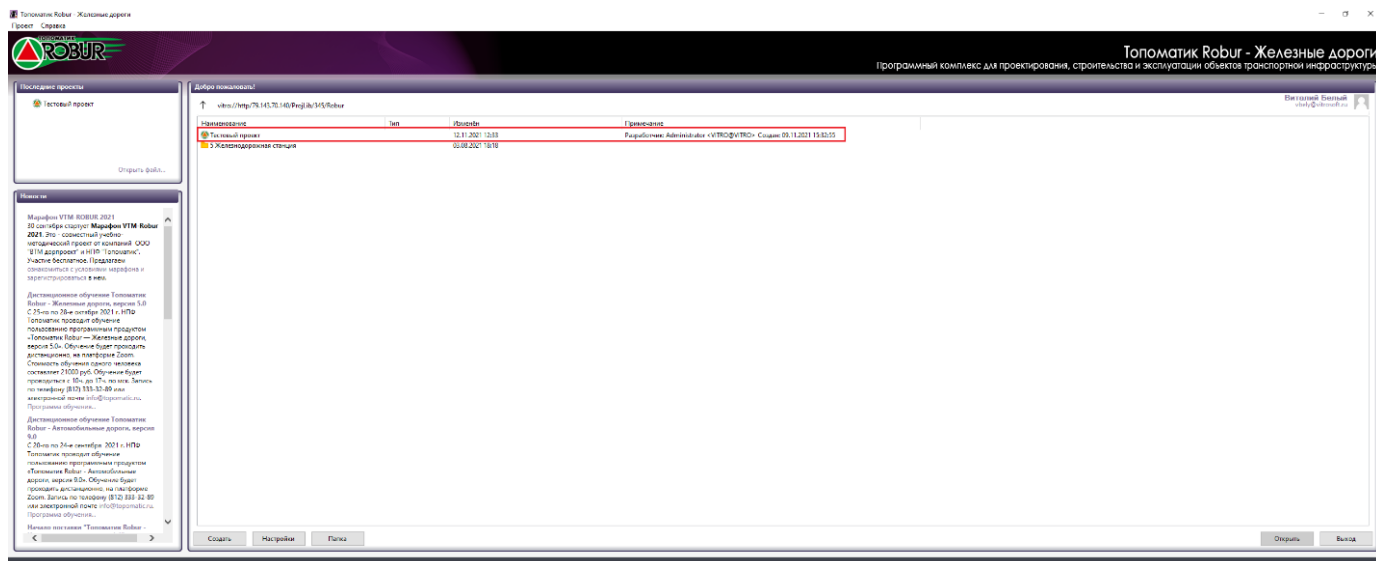 Топоматик Robur - Железные дороги
Проект Справка
ТОПОМАТИК
ROBUR
Топоматик Robur - Железные дороги
Программный комплекс для проектирования, строительства и эксплуатации объектов транспортной инфраструктуры
Последние проекты
Тестовый проект
Открыть файл...
Добро пожаловать!
vitro://http/79.143.70.140/ProjLib/345/Robur
Виталий Белый
vitaly@vitrosoft.ru
Наименование Тип Изменён Примечание
Тестовый проект 12.11.2021 12:33 Разработчик: Administrator <VITRO@VITRO> Создан: 09.11.2021 15:32:55
5 Железнодорожная станция 03.08.2021 18:18
Новости
Марафон VTM ROBUR 2021
30 сентября стартует Марафон VTM Robur
2021. Это - совместный учебно-
методический проект от компаний ООО
"ВТМ дорпроект" и НПФ "Топоматик".
Участие бесплатное. Предлагаем
ознакомиться с условиями марафона и
зарегистрироваться в нем.
Дистанционное обучение Топоматик
Robur - Железные дороги, версия 5.0
С 25-го по 28-е октября 2021 г. НПФ
Топоматик проводит обучение
пользованию программным продуктом
«Топоматик Robur — Железные дороги,
версия 5.0». Обучение будет проходить
дистанционно, на платформе Zoom.
Стоимость обучения одного человека
составляет 21000 руб. Обучение будет
проводиться с 10ч. до 17ч. по мск. Запись
по телефону (812) 333-32-89 или
электронной почте info@topomatic.ru.
Программа обучения...
Дистанционное обучение Топоматик
Robur - Автомобильные дороги, версия
9.0
С 20-го по 24-е сентября 2021 г. НПФ
Топоматик проводит обучение
пользованию программным продуктом
«Топоматик Robur - Автомобильные
дороги, версия 9.0». Обучение будет
проходить дистанционно, на платформе
Zoom. Запись по телефону (812) 333-32-89
или электронной почте info@topomatic.ru.
Программа обучения...
Начало поставки "Топоматик Robur -
Создать Настройки Папка Открыть Выход